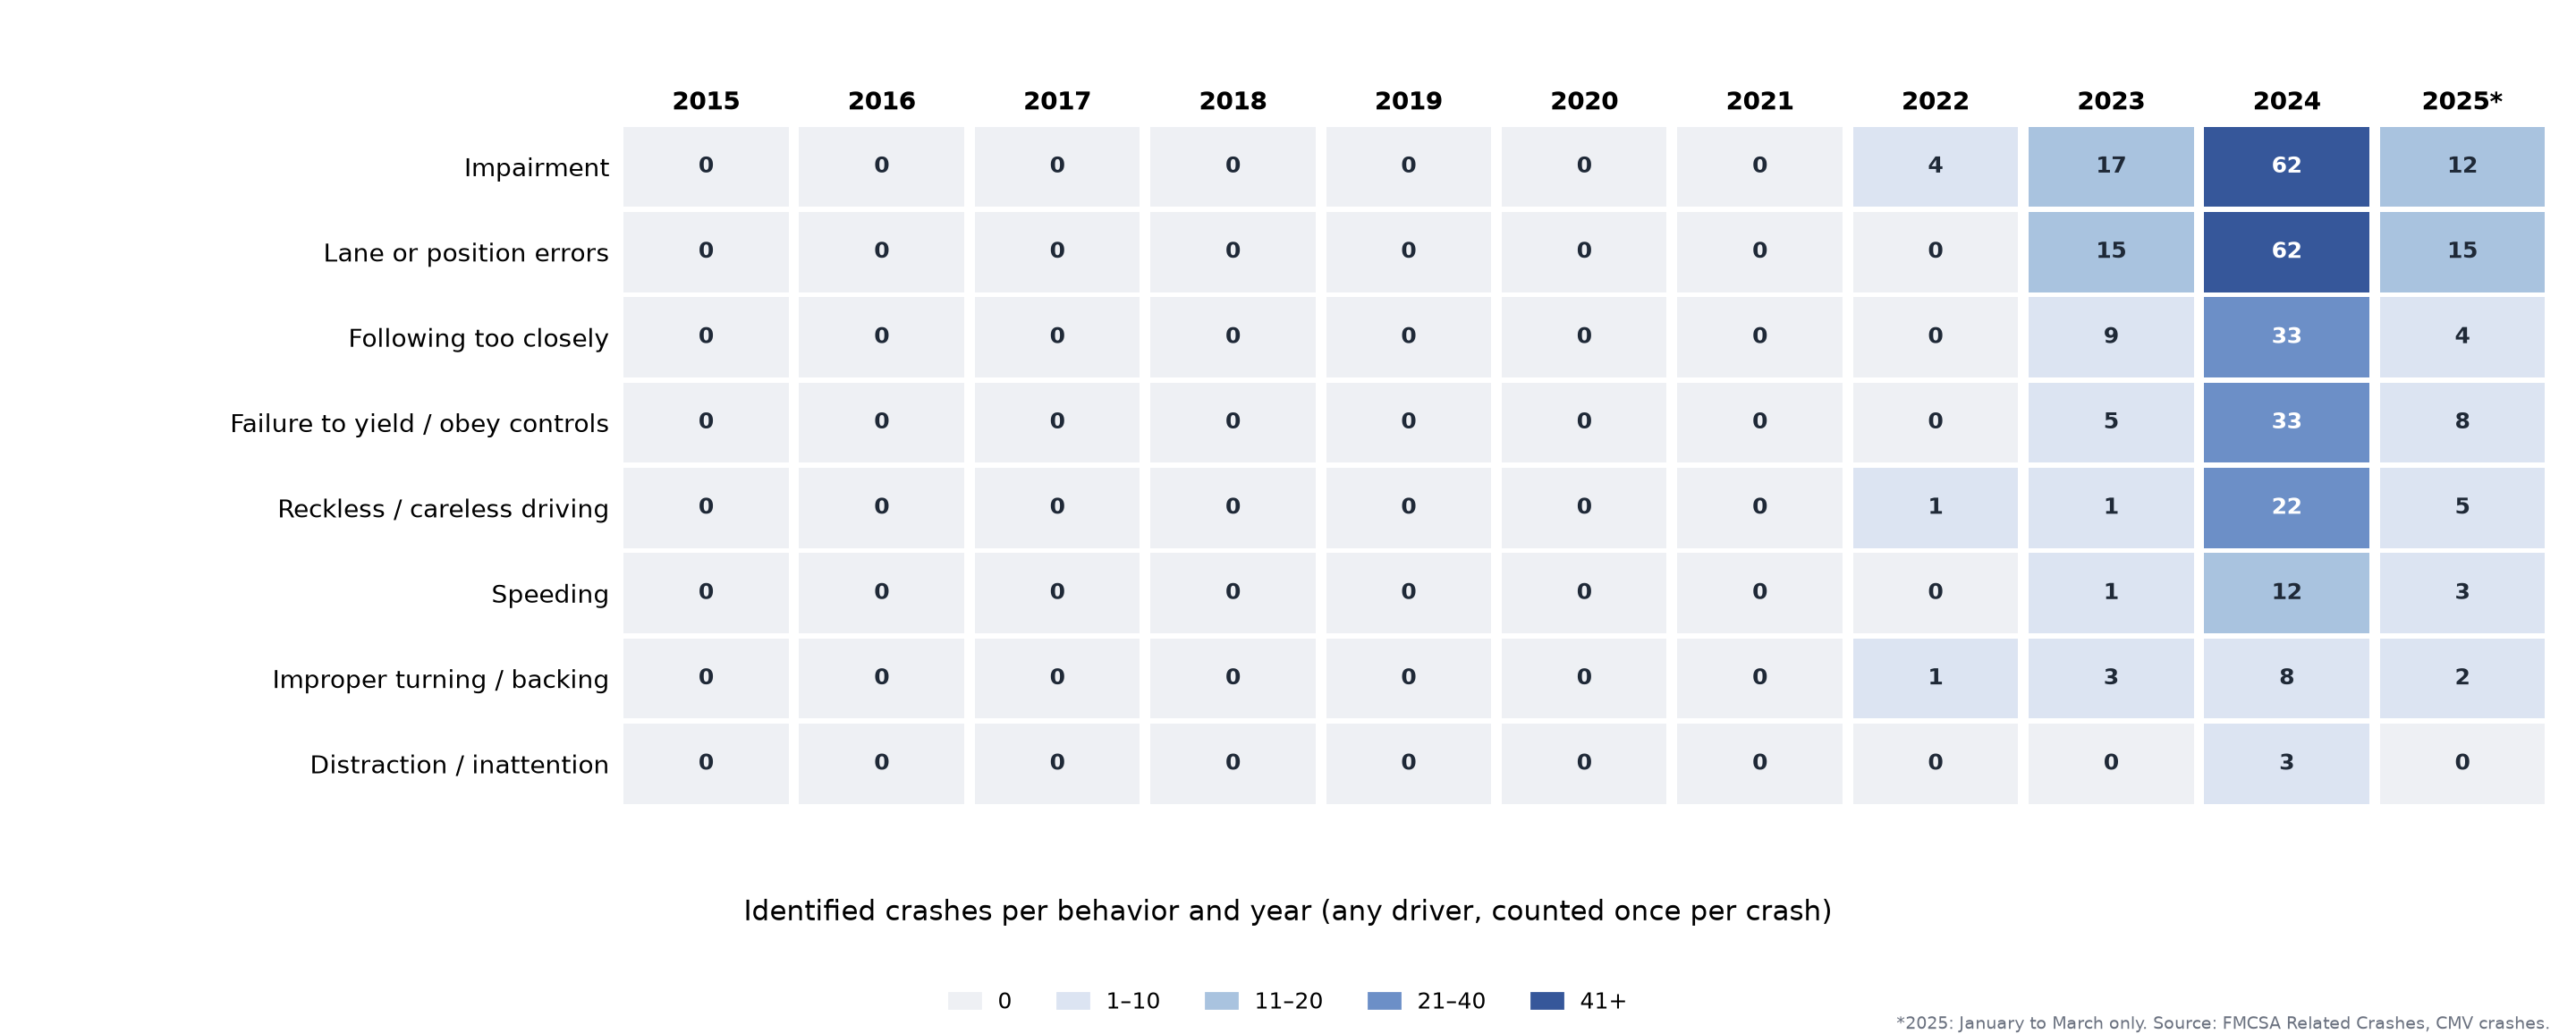 2015 2016 2017 2018 2019 2020 2021 2022 2023 2024 2025*
Impairment 0 0 0 0 0 0 0 4 17 62 12
Lane or position errors 0 0 0 0 0 0 0 0 15 62 15
Following too closely 0 0 0 0 0 0 0 0 9 33 4
Failure to yield / obey controls 0 0 0 0 0 0 0 0 5 33 8
Reckless / careless driving 0 0 0 0 0 0 0 1 1 22 5
Speeding 0 0 0 0 0 0 0 0 1 12 3
Improper turning / backing 0 0 0 0 0 0 0 1 3 8 2
Distraction / inattention 0 0 0 0 0 0 0 0 0 3 0
Identified crashes per behavior and year (any driver, counted once per crash)
0 1–10 11–20 21–40 41+
*2025: January to March only. Source: FMCSA Related Crashes, CMV crashes.